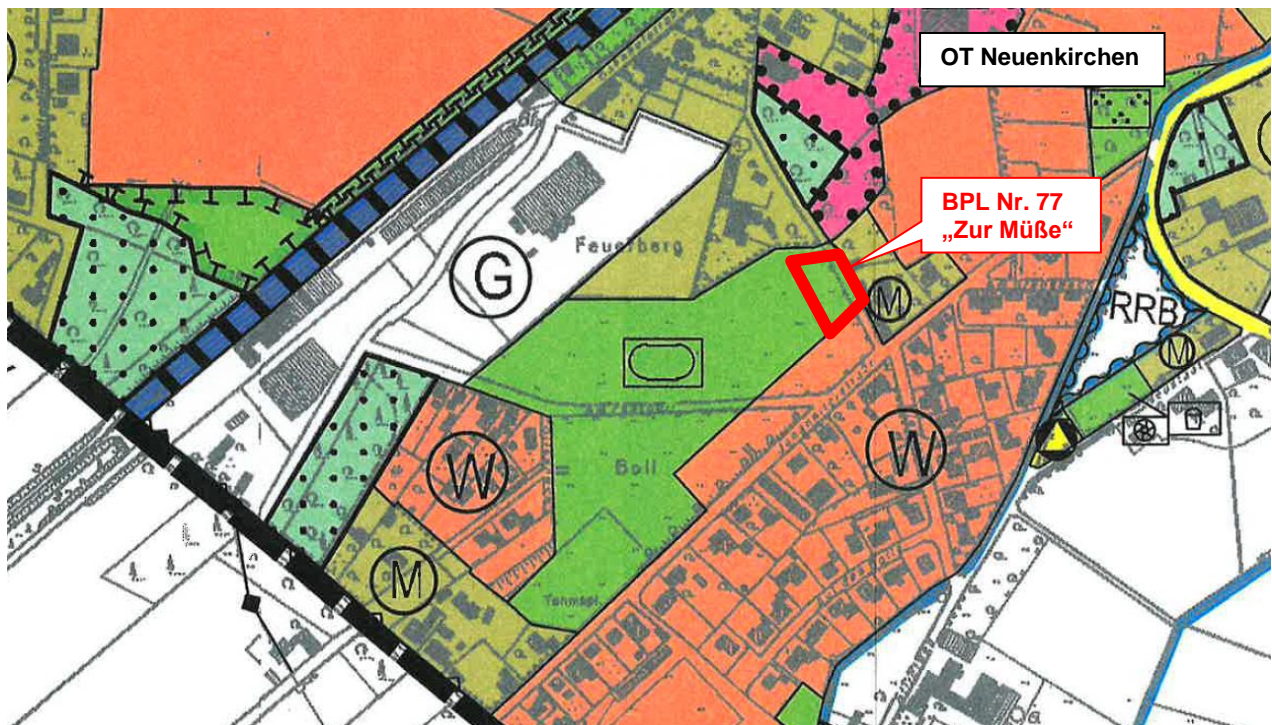 OT Neuenkirchen
BPL Nr. 77
„Zur Müße“
Feuerberg
G
M
RRB
M
W
W
Boll
M